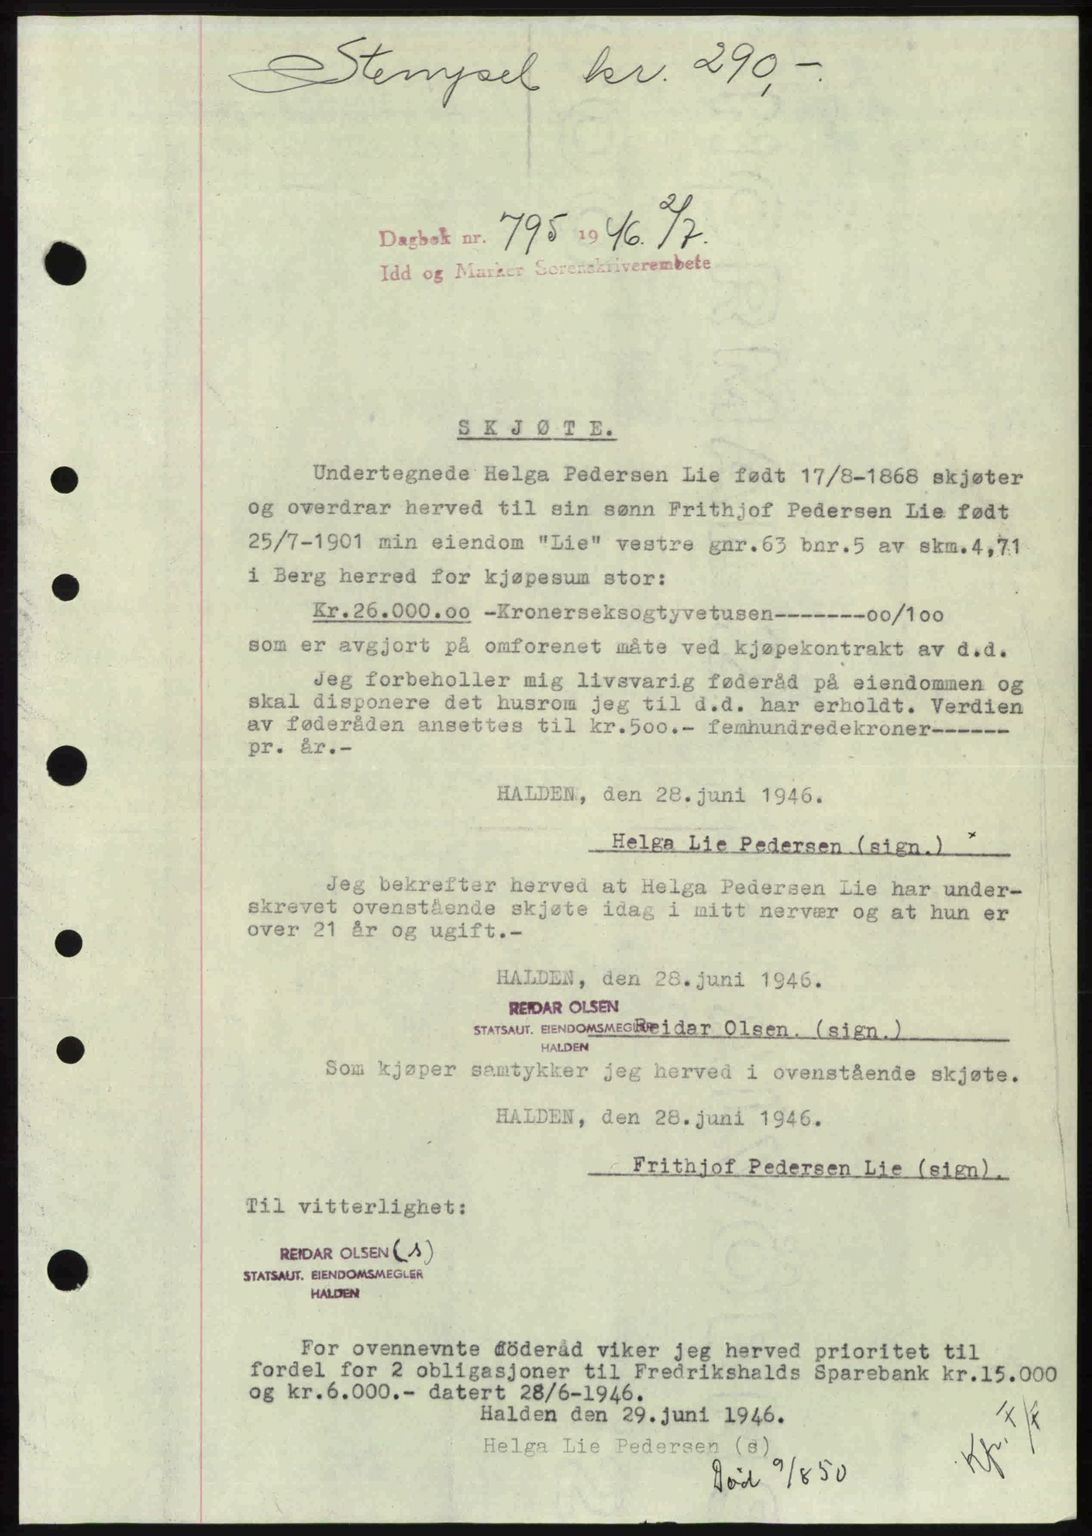 Stempel kr. 290,-.
Dagbok nr. 795 1946. 2/7.
Idd og Marker Sorenskriverembete
SKJØTE.
Undertegnede Helga Pedersen Lie født 17/8-1868 skjøter
og overdrar herved til sin sønn Frithjof Pedersen Lie født
25/7-1901 min eiendom "Lie" vestre gnr.63 bnr.5 av skm.4,71
i Berg herred for kjøpesum stor:
Kr.26.000.oo -Kronerseksogtyvetusen-------oo/1oo
som er avgjort på omforenet måte ved kjøpekontrakt av d.d.
Jeg forbeholler mig livsvarig føderåd på eiendommen og
skal disponere det husrom jeg til d.d. har erholdt. Verdien
av føderåden ansettes til kr.5oo.- femhundredekroner------
pr. år.-
HALDEN, den 28.juni 1946.
Helga Lie Pedersen (sign.) x
Jeg bekrefter herved at Helga Pedersen Lie har under-
skrevet ovenstående skjøte idag i mitt nervær og at hun er
over 21 år og ugift.-
HALDEN, den 28.juni 1946.
REIDAR OLSEN
STATSAUT. EIENDOMSMEGLER Reidar Olsen. (sign.)
HALDEN
Som kjøper samtykker jeg herved i ovenstående skjøte.
HALDEN, den 28.juni 1946.
Frithjof Pedersen Lie (sign).
Til vitterlighet:
REIDAR OLSEN (s)
STATSAUT. EIENDOMSMEGLER
HALDEN
For ovennevnte föderåd viker jeg herved prioritet til
fordel for 2 obligasjoner til Fredrikshalds Sparebank kr.15.000
og kr.6.000.- datert 28/6-1946.
Halden den 29.juni 1946.
Helga Lie Pedersen (s)
Død 9/8 50